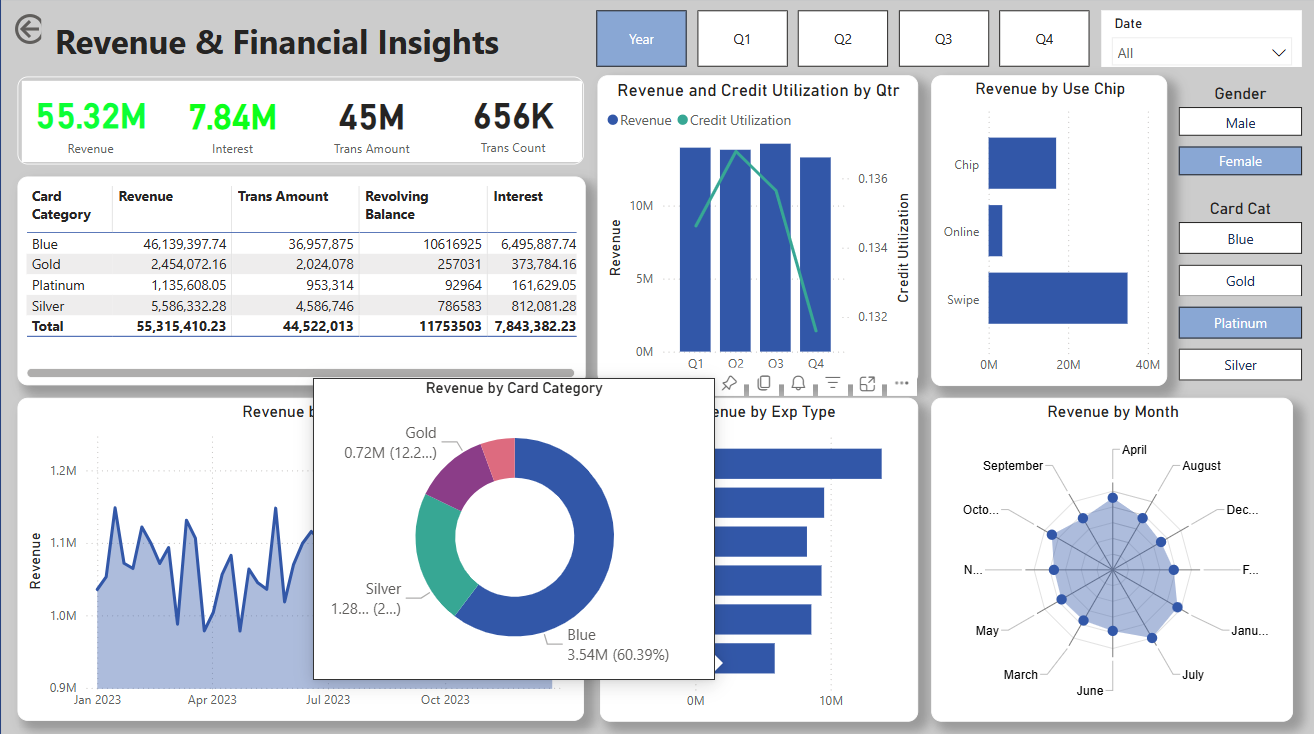 Revenue & Financial Insights
Year
Q1
Q2
Q3
Q4
Date
All
55.32M
Revenue
7.84M
Interest
45M
Trans Amount
656K
Trans Count
Card Category Revenue Trans Amount Revolving Balance Interest
Blue 46,139,397.74 36,957,875 10616925 6,495,887.74
Gold 2,454,072.16 2,024,078 257031 373,784.16
Platinum 1,135,608.05 953,314 92964 161,629.05
Silver 5,586,332.28 4,586,746 786583 812,081.28
Total 55,315,410.23 44,522,013 11753503 7,843,382.23
Revenue and Credit Utilization by Qtr
Revenue Credit Utilization
10M
5M
0M
Revenue
0.136
0.134
0.132
Credit Utilization
Q1 Q2 Q3 Q4
Revenue by Use Chip
Chip
Online
Swipe
0M 20M 40M
Gender
Male
Female
Card Cat
Blue
Gold
Platinum
Silver
Revenue b
1.2M
1.1M
1.0M
0.9M
Revenue
Jan 2023 Apr 2023 Jul 2023 Oct 2023
Revenue by Card Category
Gold
0.72M (12.2...)
Silver
1.28... (2...)
Blue
3.54M (60.39%)
enue by Exp Type
0M 10M
Revenue by Month
April
August
Dec...
F...
Janu...
July
June
March
May
N...
Octo...
September